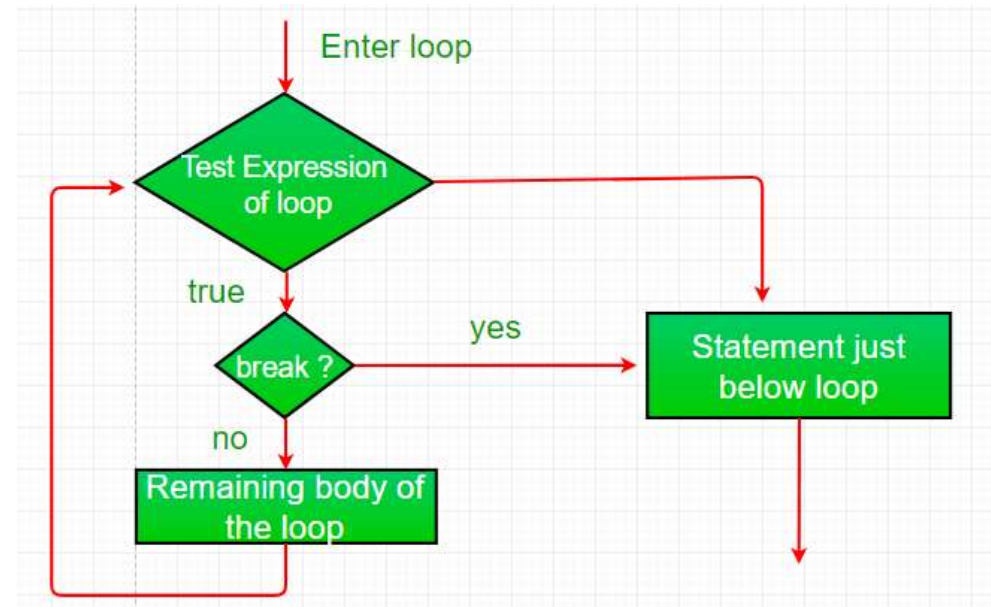 Enter loop
Test Expression
of loop
true
yes
break ?
Statement just
below loop
no
Remaining body of
the loop